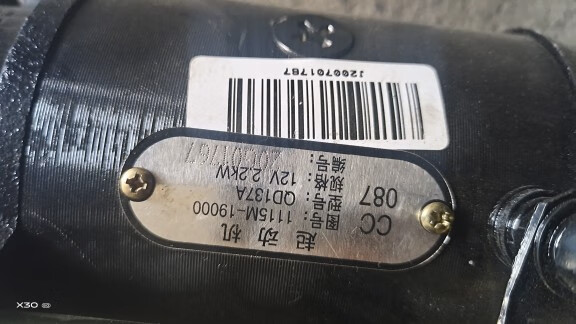 起动机
CC 图号: 1115M-19000
型号: QD137A
087 规格: 12V 2.2kW
编号:
J200701787
X30